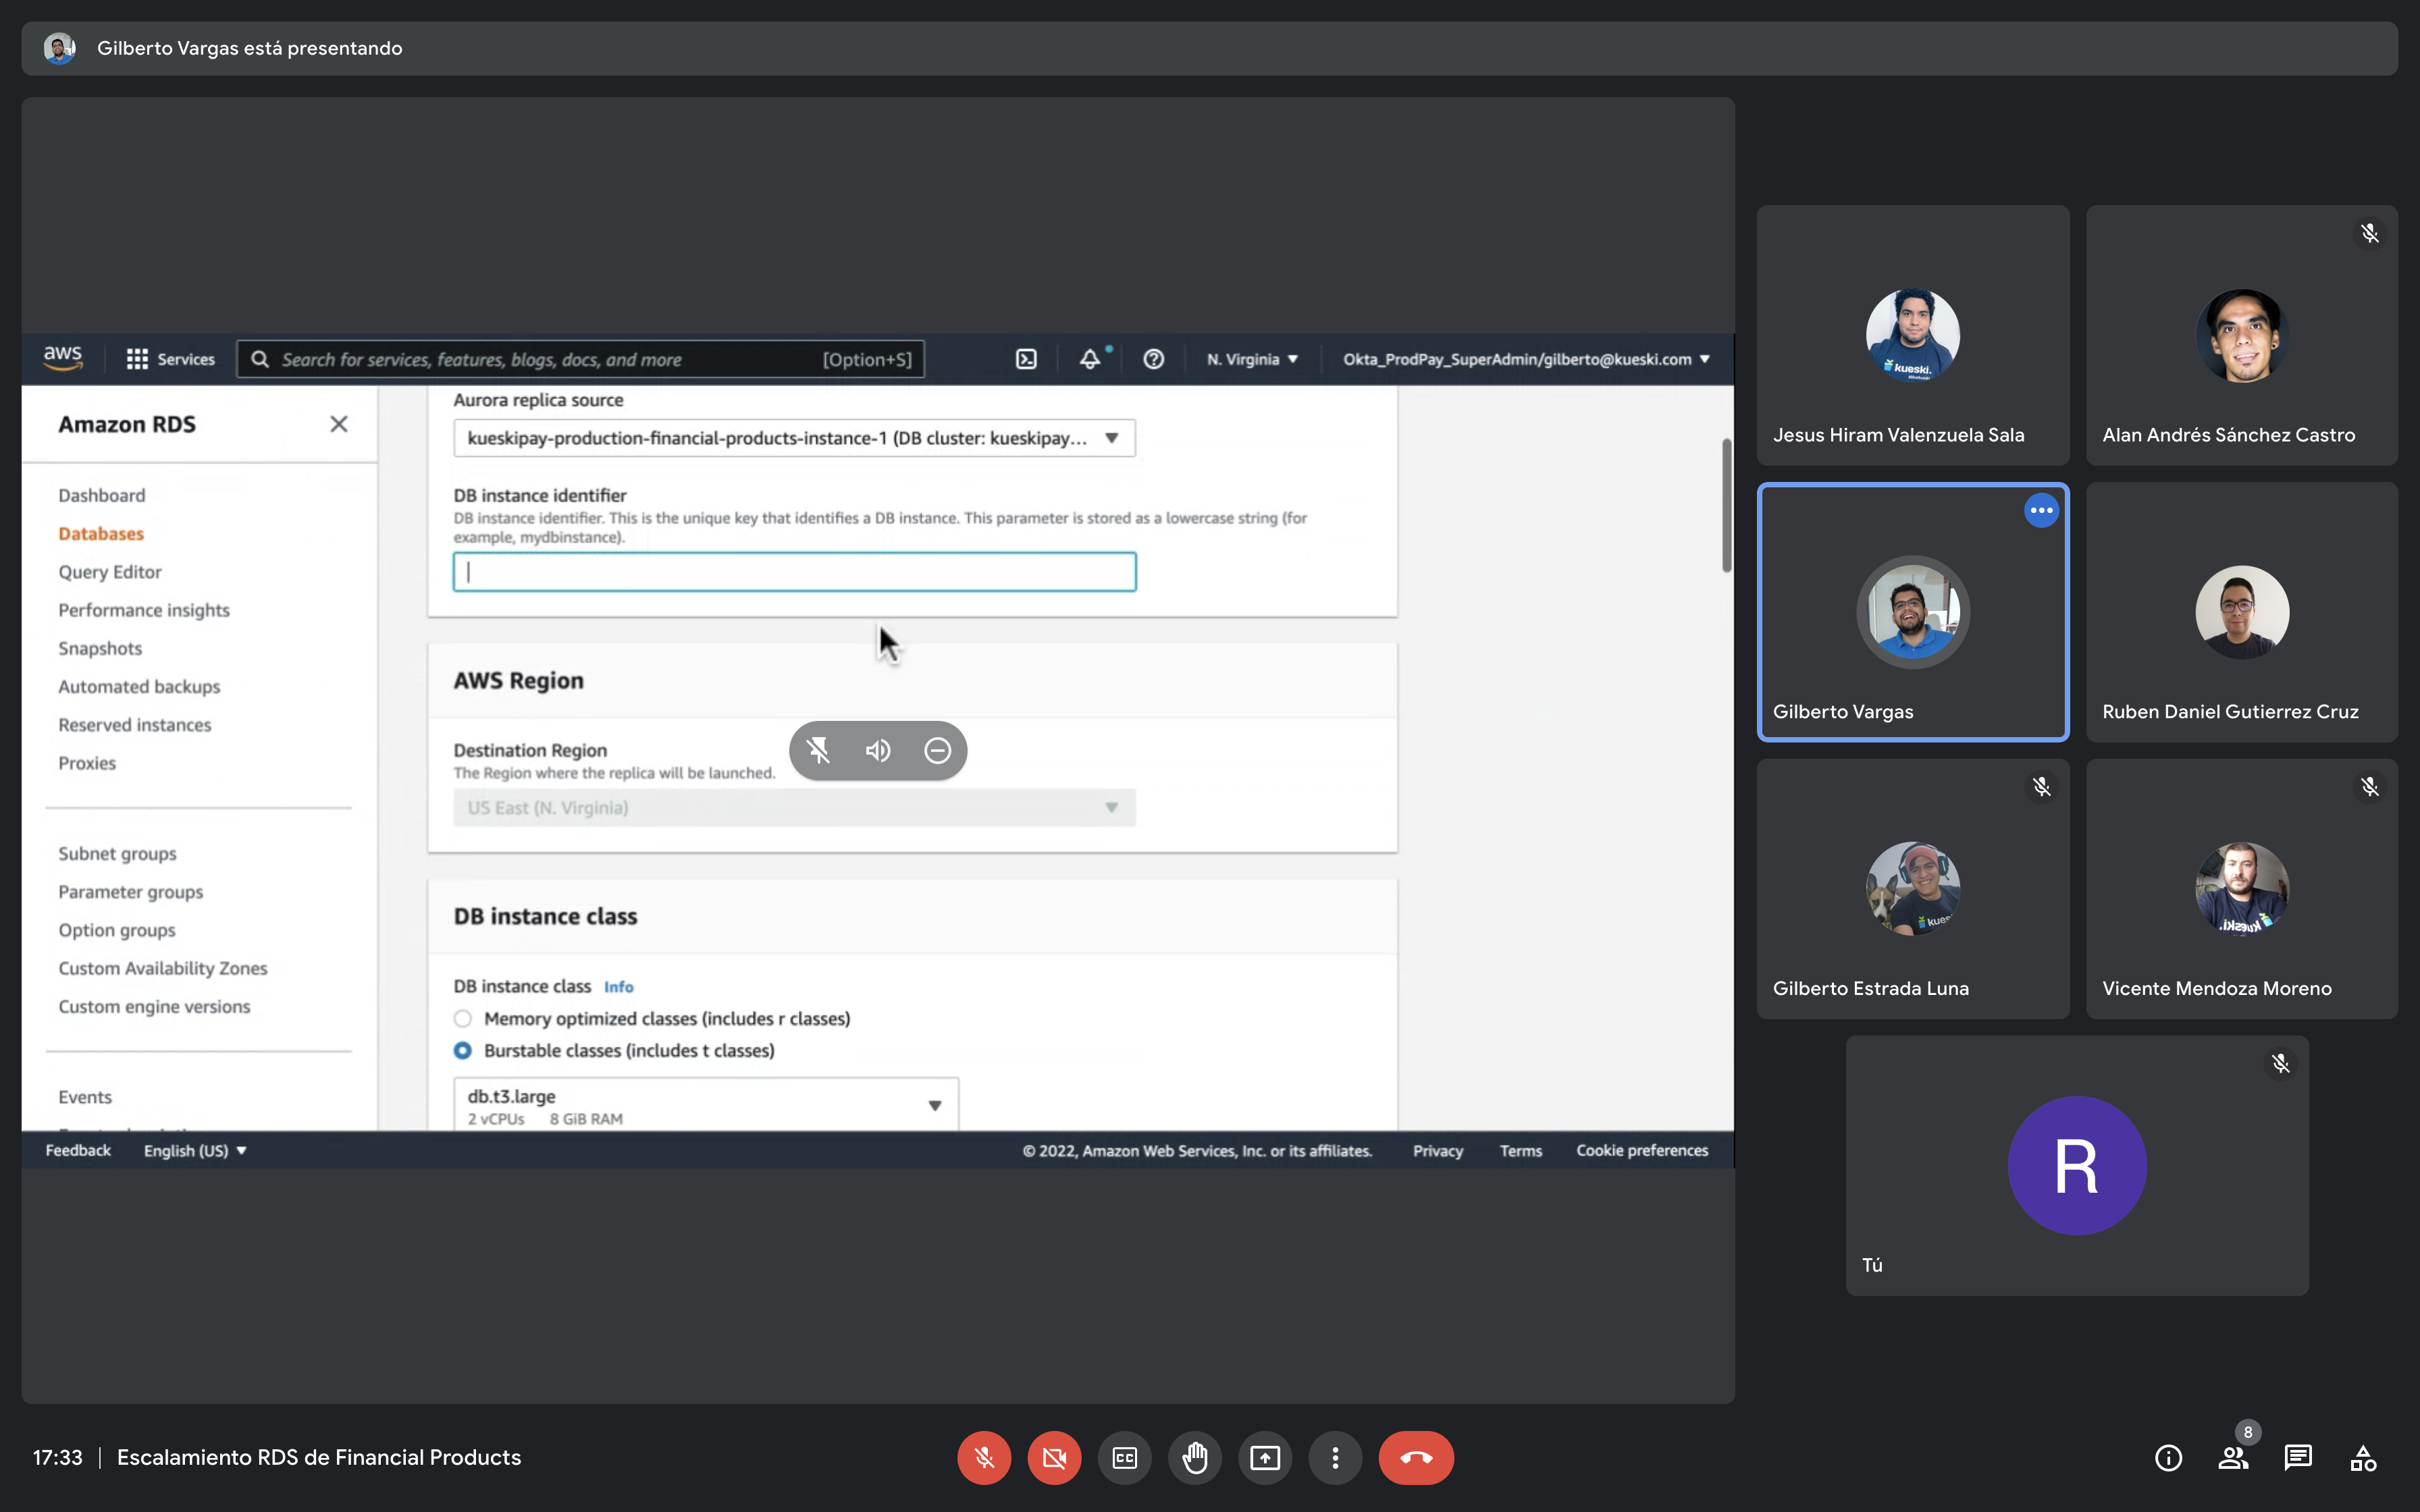 Gilberto Vargas está presentando
aws
Services
Search for services, features, blogs, docs, and more
[Option+S]
N. Virginia
Okta_ProdPay_SuperAdmin/gilberto@kueski.com
Amazon RDS
Dashboard
Databases
Query Editor
Performance insights
Snapshots
Automated backups
Reserved instances
Proxies
Subnet groups
Parameter groups
Option groups
Custom Availability Zones
Custom engine versions
Events
Aurora replica source
kueskipay-production-financial-products-instance-1 (DB cluster: kueskipay...
DB instance identifier
DB instance identifier. This is the unique key that identifies a DB instance. This parameter is stored as a lowercase string (for
example, mydbinstance).
AWS Region
Destination Region
The Region where the replica will be launched.
US East (N. Virginia)
DB instance class
DB instance class Info
Memory optimized classes (includes r classes)
Burstable classes (includes t classes)
db.t3.large
2 vCPUs 8 GiB RAM
Feedback
English (US)
© 2022, Amazon Web Services, Inc. or its affiliates.
Privacy
Terms
Cookie preferences
kueski.
Jesus Hiram Valenzuela Sala
Alan Andrés Sánchez Castro
Gilberto Vargas
Ruben Daniel Gutierrez Cruz
kues
Gilberto Estrada Luna
kueski.
Vicente Mendoza Moreno
R
Tú
17:33
Escalamiento RDS de Financial Products
CC
8